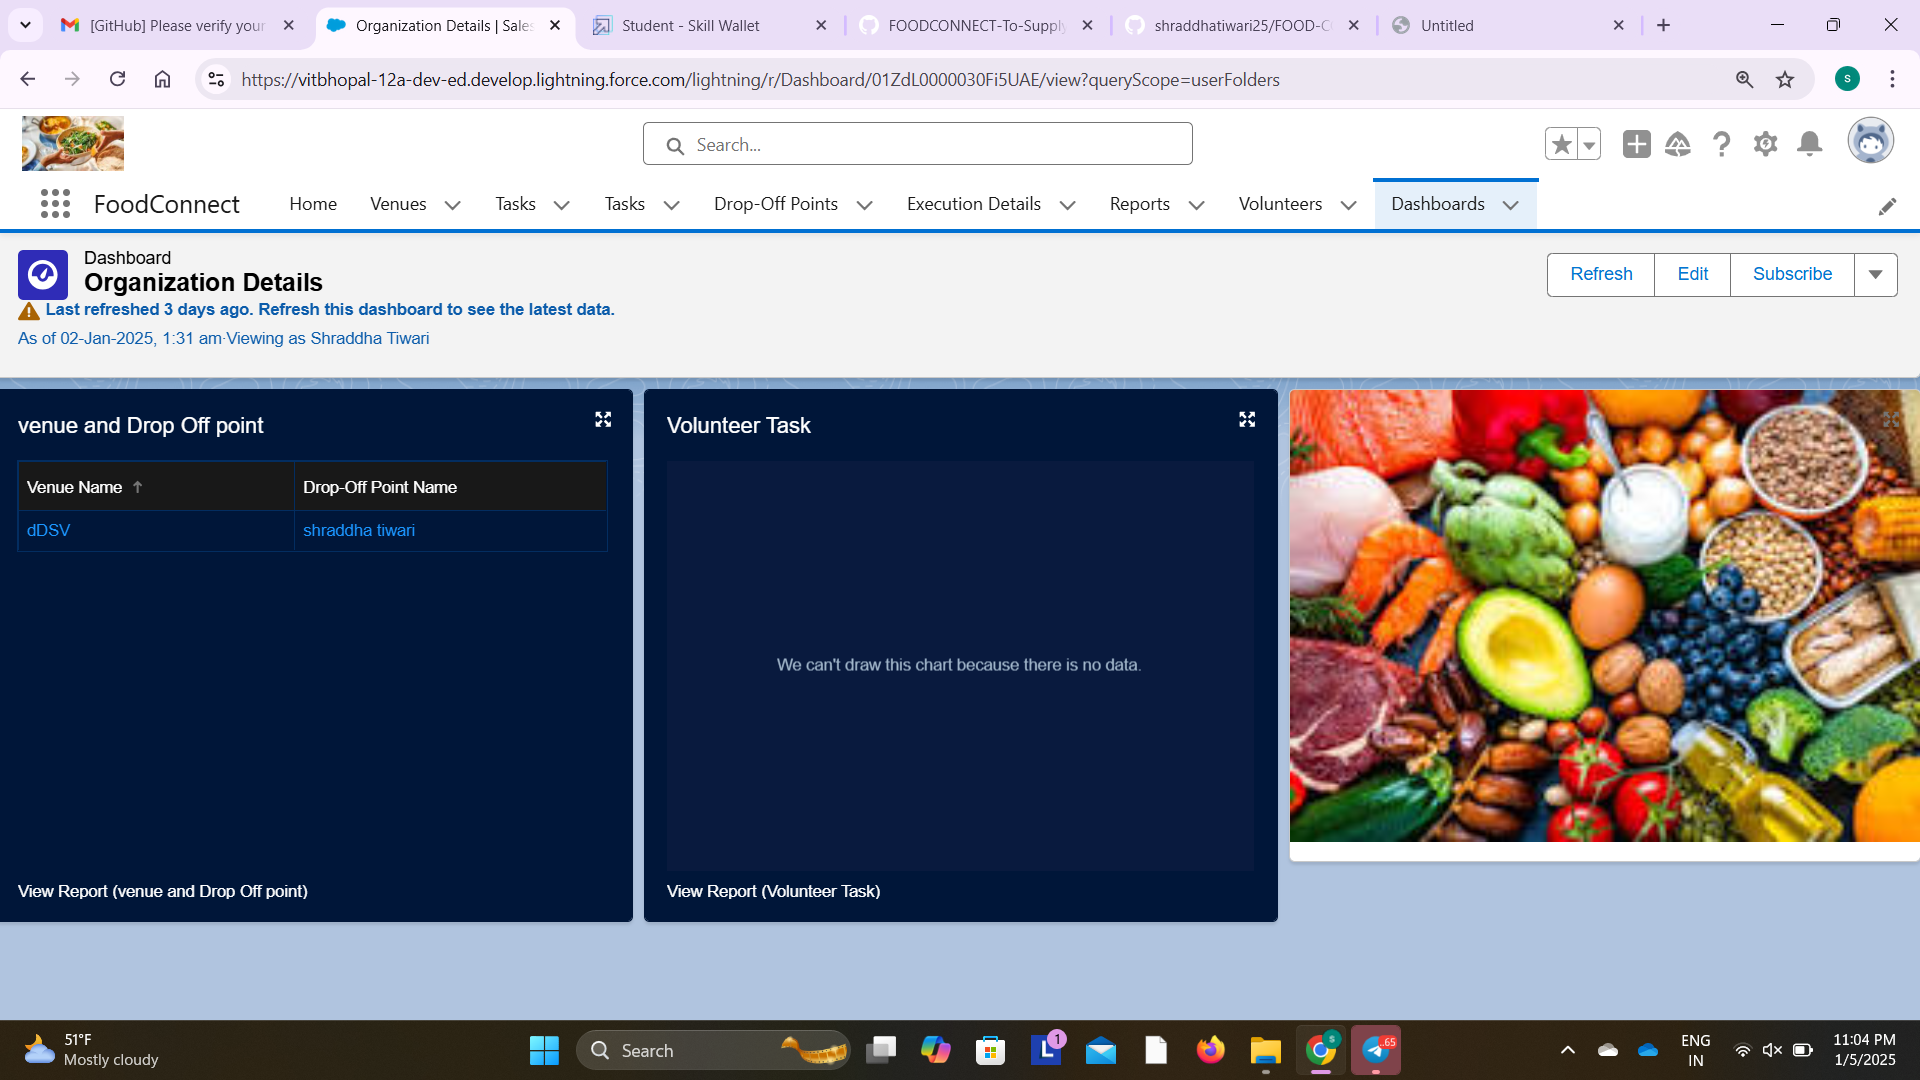 [GitHub] Please verify your
Organization Details | Sales
Student - Skill Wallet
FOODCONNECT-To-Supply
shraddhatiwari25/FOOD-C
Untitled
https://vitbhopal-12a-dev-ed.develop.lightning.force.com/lightning/r/Dashboard/01ZdL0000030Fi5UAE/view?queryScope=userFolders
S
Search...
FoodConnect
Home
Venues
Tasks
Tasks
Drop-Off Points
Execution Details
Reports
Volunteers
Dashboards
Dashboard
Organization Details
Last refreshed 3 days ago. Refresh this dashboard to see the latest data.
As of 02-Jan-2025, 1:31 am·Viewing as Shraddha Tiwari
Refresh
Edit
Subscribe
venue and Drop Off point
Venue Name
Drop-Off Point Name
dDSV
shraddha tiwari
View Report (venue and Drop Off point)
Volunteer Task
We can't draw this chart because there is no data.
View Report (Volunteer Task)
51°F
Mostly cloudy
Search
L
1
S
..65
ENG
IN
11:04 PM
1/5/2025